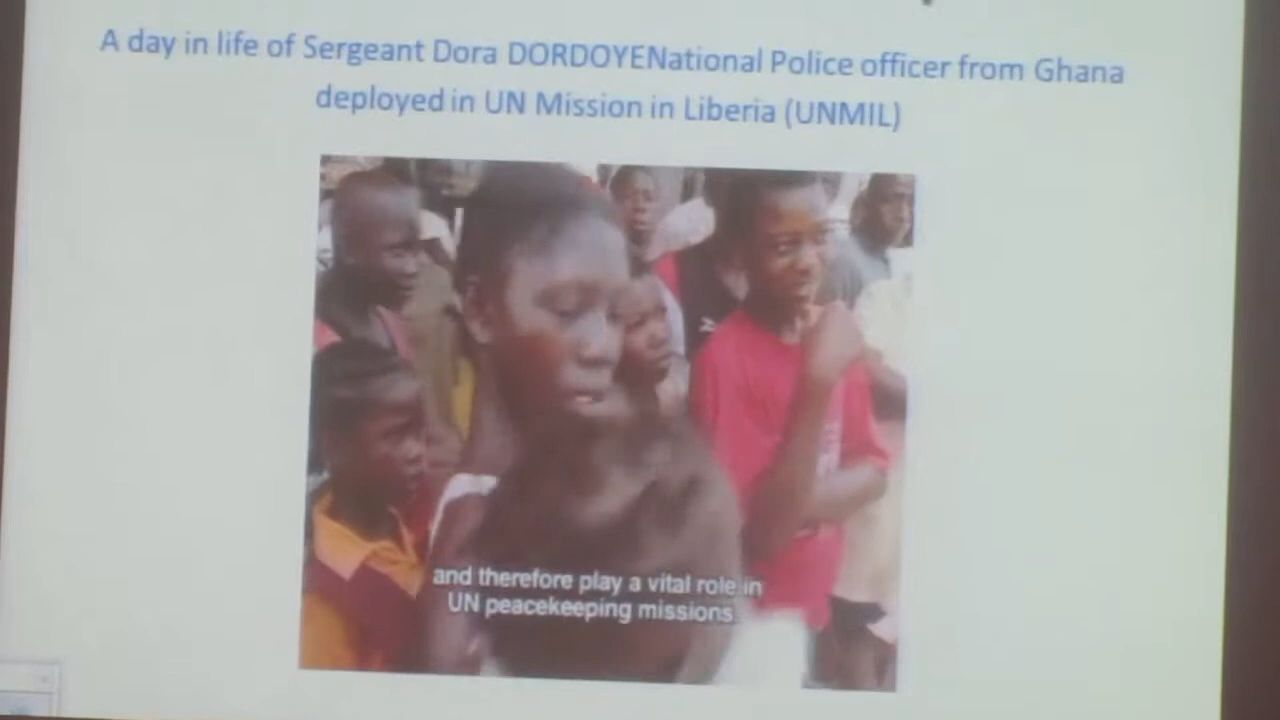 A day in life of Sergeant Dora DORDOYENational Police officer from Ghana
deployed in UN Mission in Liberia (UNMIL)
and therefore play a vital role in
UN peacekeeping missions.